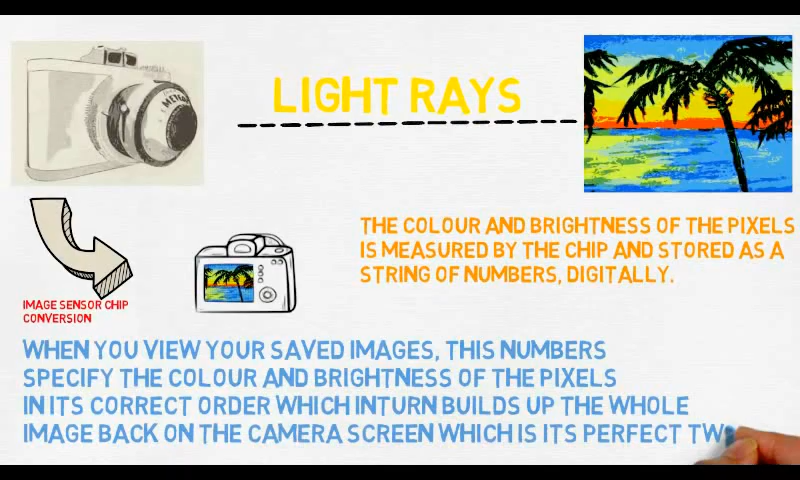 METEOR
LIGHT RAYS
THE COLOUR AND BRIGHTNESS OF THE PIXELS
IS MEASURED BY THE CHIP AND STORED AS A
STRING OF NUMBERS, DIGITALLY.
IMAGE SENSOR CHIP
CONVERSION
WHEN YOU VIEW YOUR SAVED IMAGES, THIS NUMBERS
SPECIFY THE COLOUR AND BRIGHTNESS OF THE PIXELS
IN ITS CORRECT ORDER WHICH INTURN BUILDS UP THE WHOLE
IMAGE BACK ON THE CAMERA SCREEN WHICH IS ITS PERFECT TW